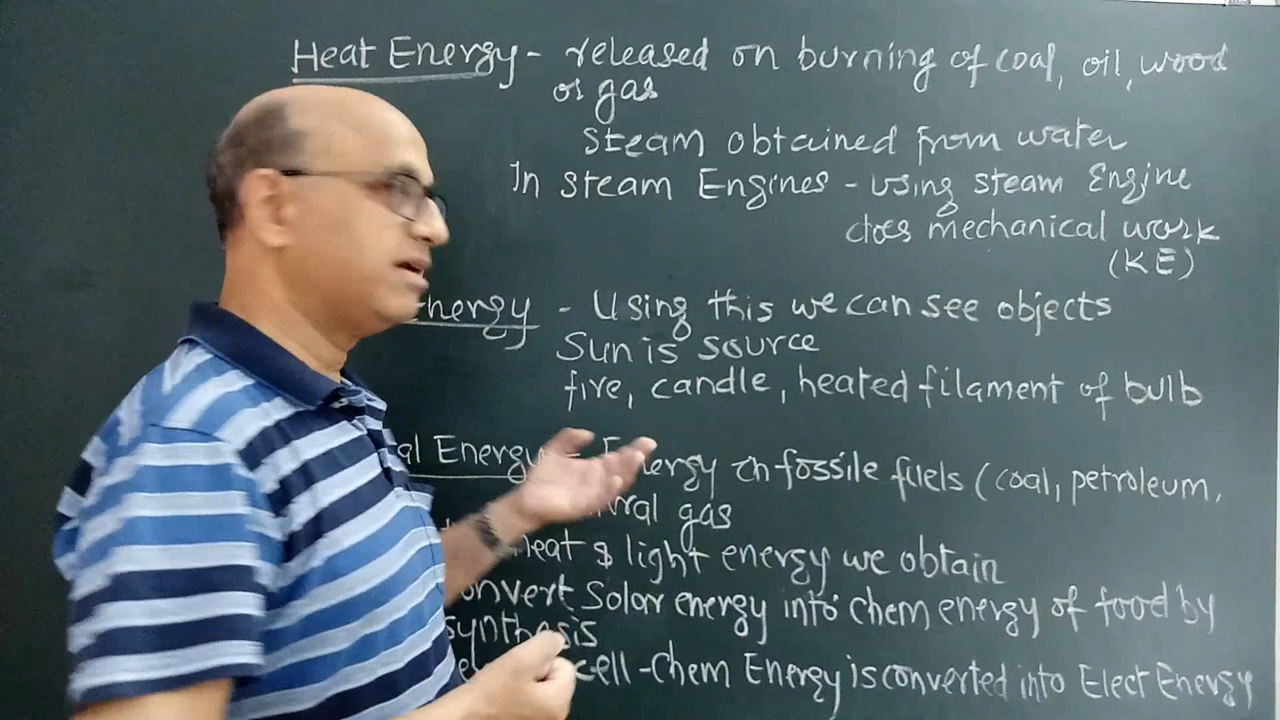 Heat Energy - released on burning of coal, oil, wood
or gas
steam obtained from water
In steam Engines - using steam Engine
does mechanical work
(KE)
Energy - Using this we can see objects
Sun is source
fire, candle, heated filament of bulb
al Energy - Energy in fossile fuels (coal, petroleum,
ural gas
heat & light energy we obtain
onvert Solar energy into chem energy of food by
synthesis
cell - Chem Energy is converted into Elect Energy